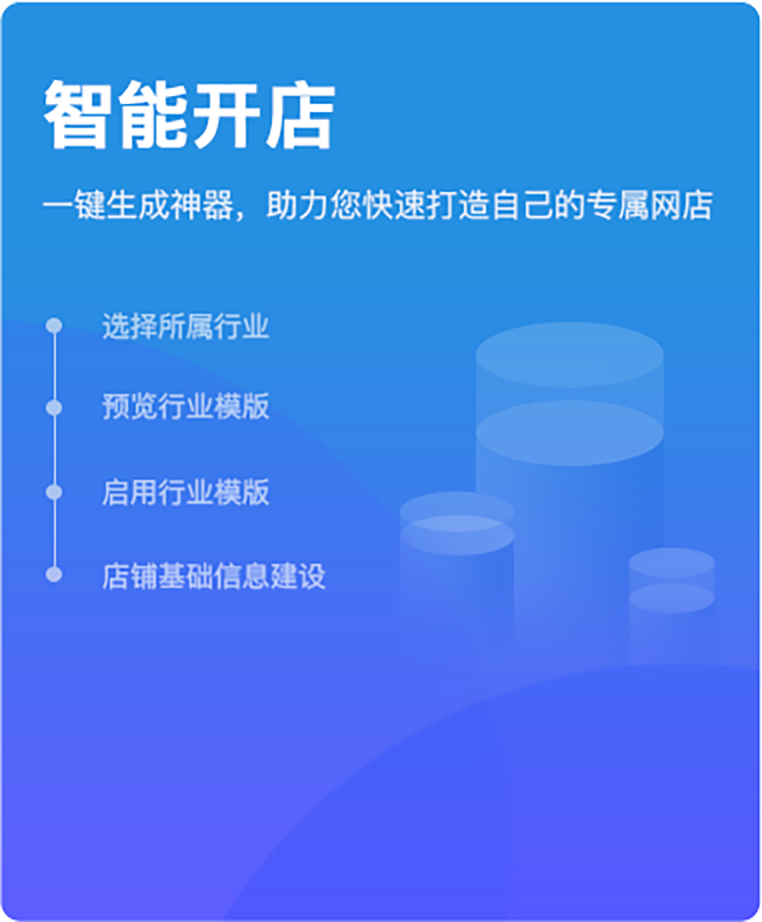 智能开店
一键生成神器，助力您快速打造自己的专属网店
选择所属行业
预览行业模版
启用行业模版
店铺基础信息建设